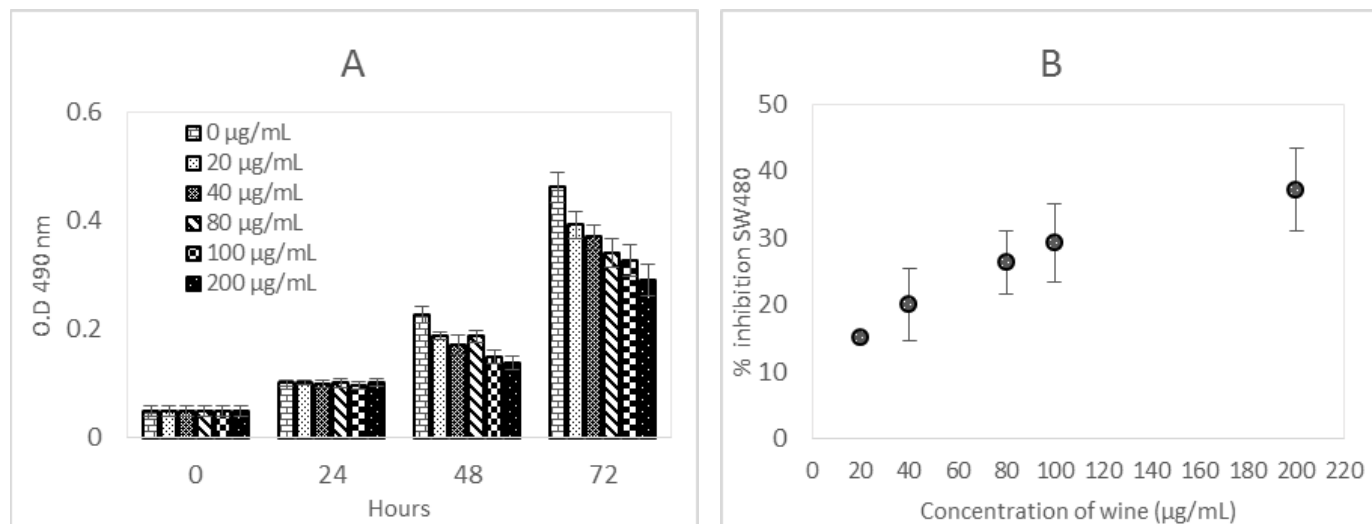 A
0.6
0.4
0.2
0
O.D 490 nm
0 µg/mL
20 µg/mL
40 µg/mL
80 µg/mL
100 µg/mL
200 µg/mL
0 24 48 72
Hours
B
50
40
30
20
10
0
% inhibition SW480
0 20 40 60 80 100 120 140 160 180 200 220
Concentration of wine (µg/mL)